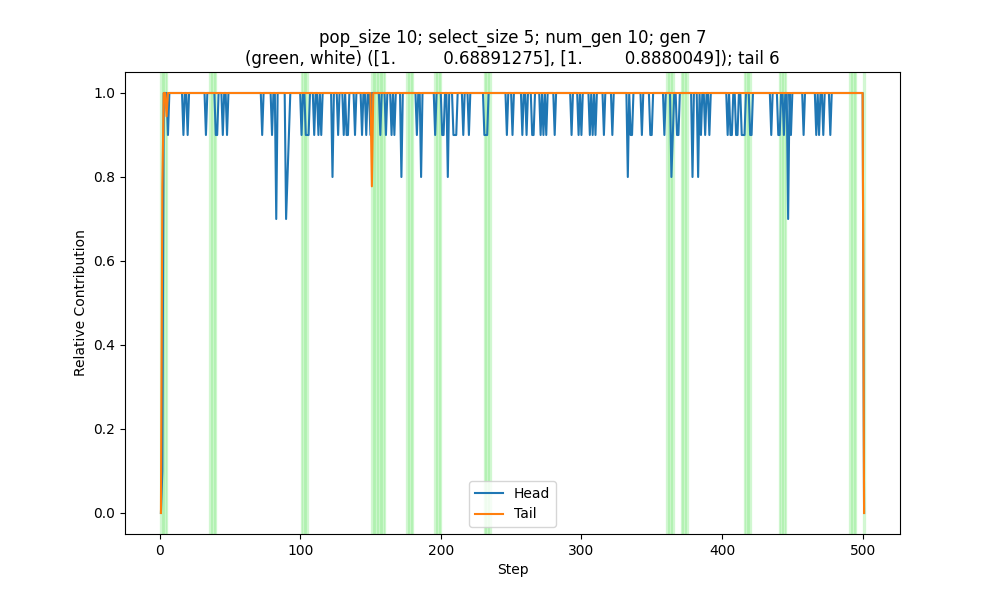 pop_size 10; select_size 5; num_gen 10; gen 7
(green, white) ([1.         0.68891275], [1.        0.8880049]); tail 6
1.0
0.8
0.6
0.4
0.2
0.0
Relative Contribution
Head
Tail
0
100
200
300
400
500
Step